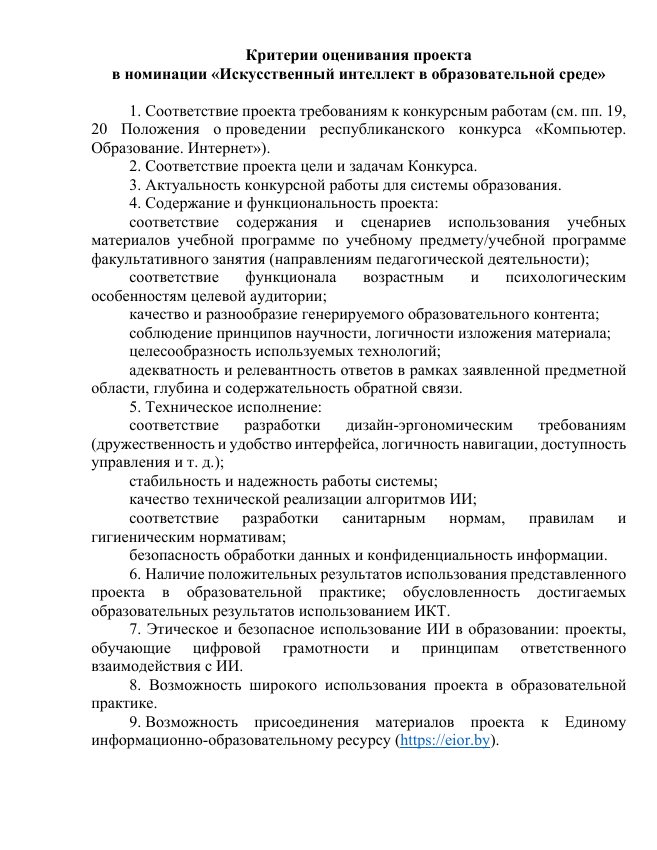 Критерии оценивания проекта
в номинации «Искусственный интеллект в образовательной среде»
1. Соответствие проекта требованиям к конкурсным работам (см. пп. 19,
20 Положения о проведении республиканского конкурса «Компьютер.
Образование. Интернет»).
2. Соответствие проекта цели и задачам Конкурса.
3. Актуальность конкурсной работы для системы образования.
4. Содержание и функциональность проекта:
соответствие содержания и сценариев использования учебных
материалов учебной программе по учебному предмету/учебной программе
факультативного занятия (направлениям педагогической деятельности);
соответствие функционала возрастным и психологическим
особенностям целевой аудитории;
качество и разнообразие генерируемого образовательного контента;
соблюдение принципов научности, логичности изложения материала;
целесообразность используемых технологий;
адекватность и релевантность ответов в рамках заявленной предметной
области, глубина и содержательность обратной связи.
5. Техническое исполнение:
соответствие разработки дизайн-эргономическим требованиям
(дружественность и удобство интерфейса, логичность навигации, доступность
управления и т. д.);
стабильность и надежность работы системы;
качество технической реализации алгоритмов ИИ;
соответствие разработки санитарным нормам, правилам и
гигиеническим нормативам;
безопасность обработки данных и конфиденциальность информации.
6. Наличие положительных результатов использования представленного
проекта в образовательной практике; обусловленность достигаемых
образовательных результатов использованием ИКТ.
7. Этическое и безопасное использование ИИ в образовании: проекты,
обучающие цифровой грамотности и принципам ответственного
взаимодействия с ИИ.
8. Возможность широкого использования проекта в образовательной
практике.
9. Возможность присоединения материалов проекта к Единому
информационно-образовательному ресурсу (https://eior.by).